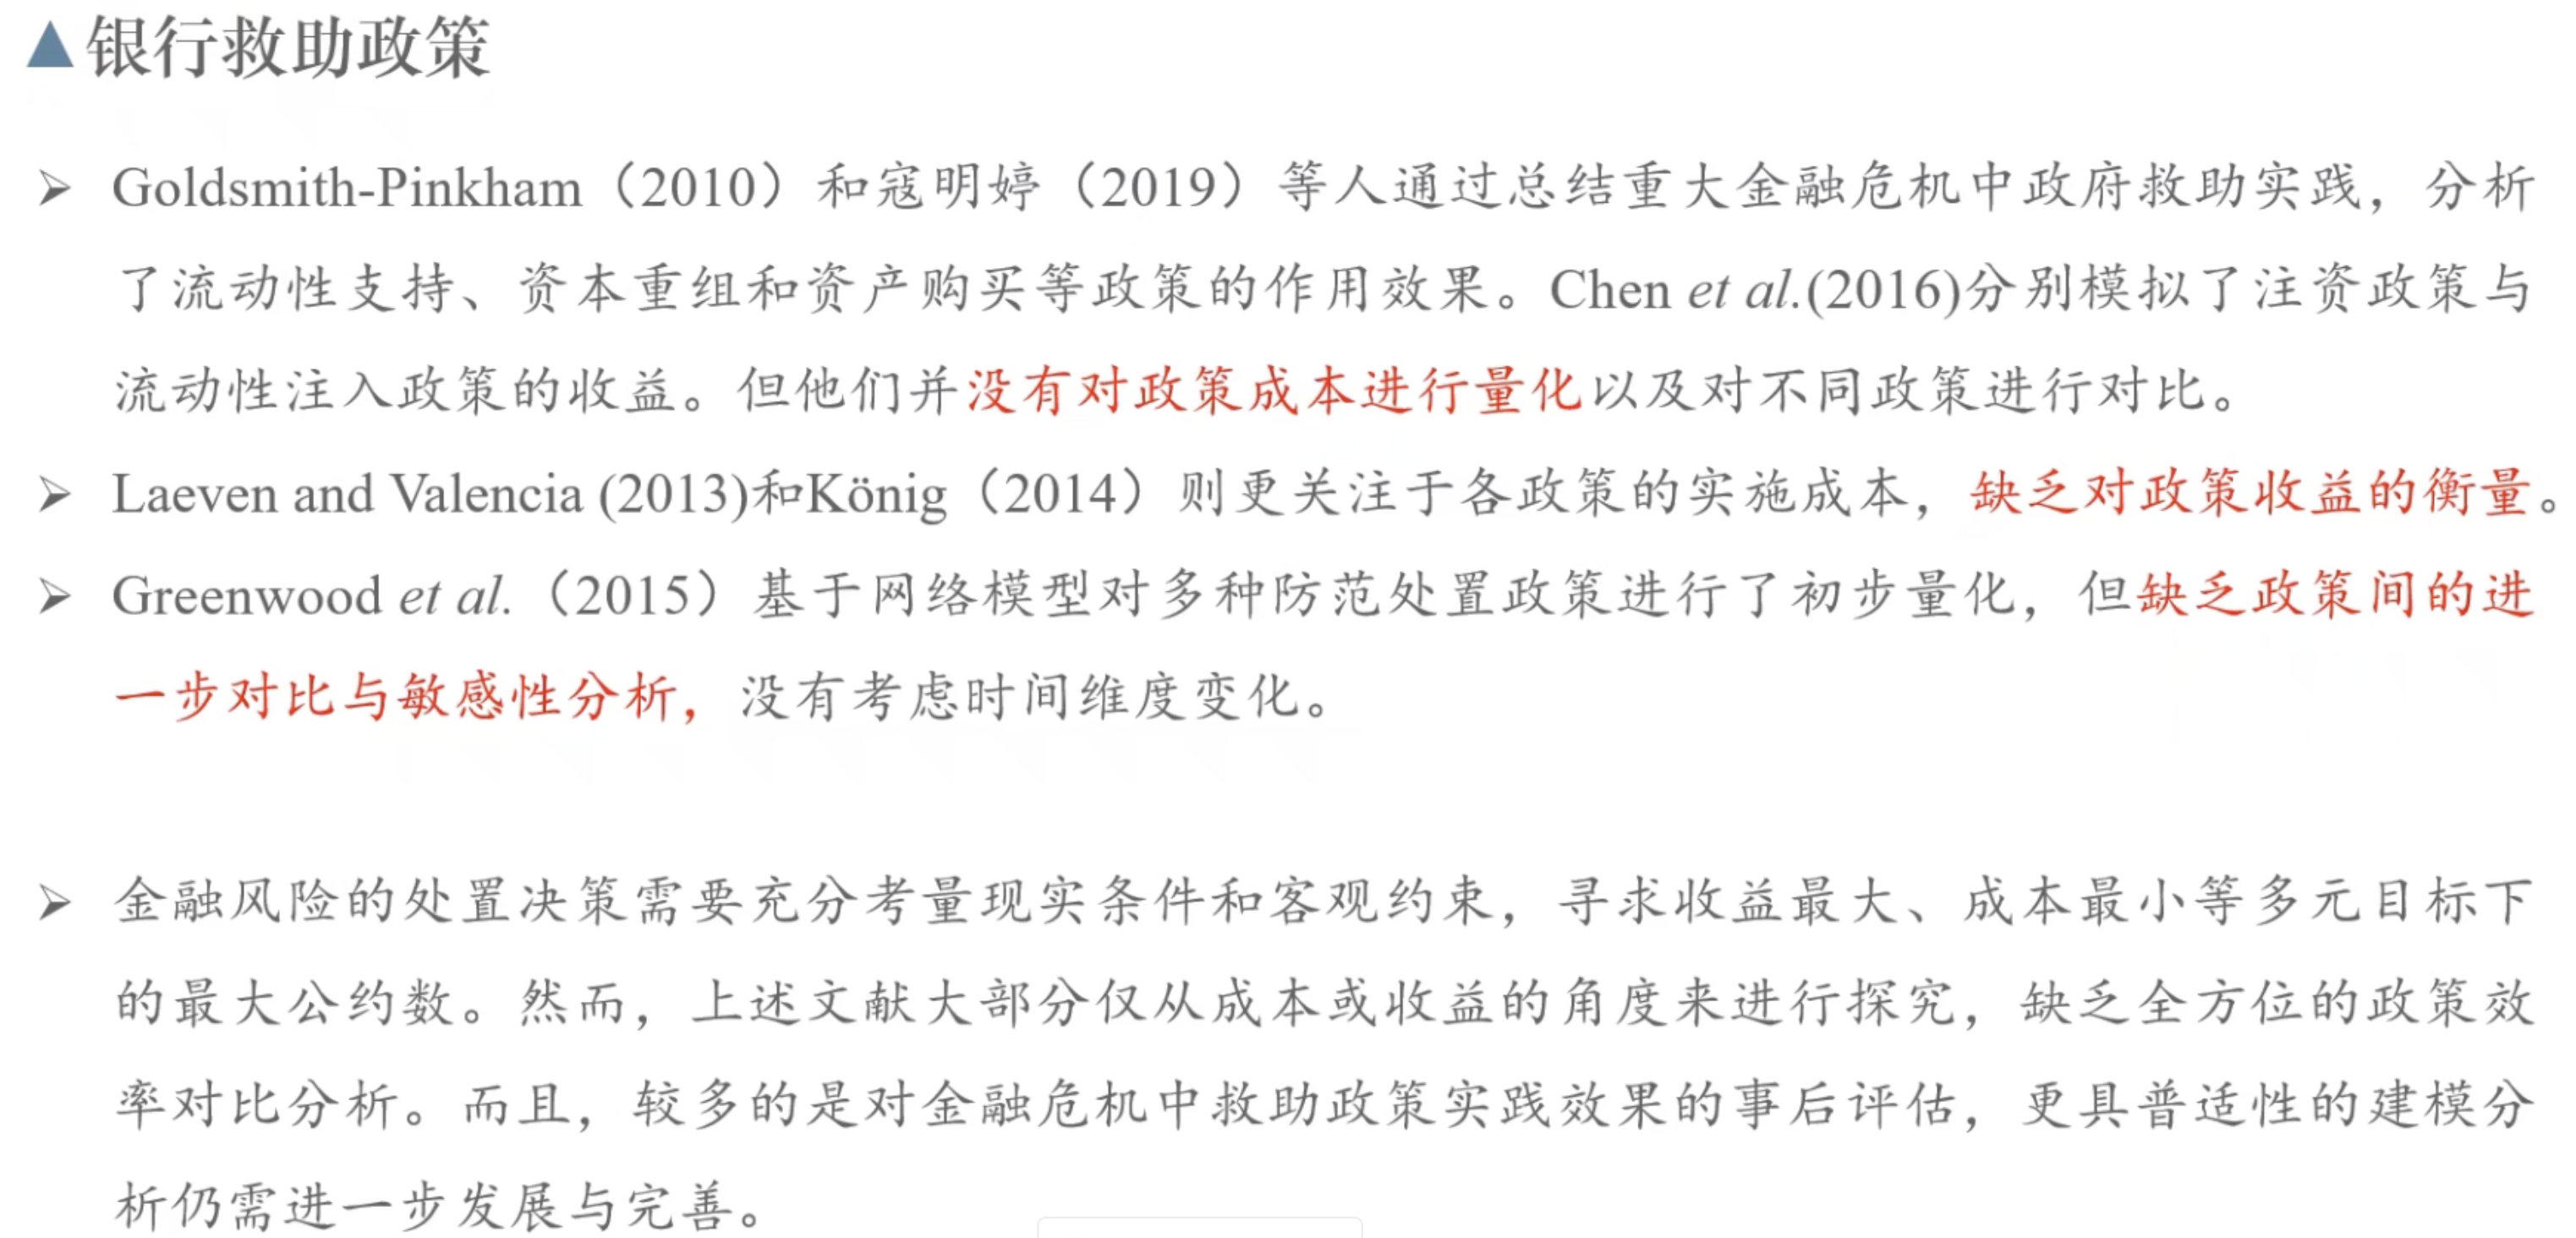 ▲银行救助政策
➢ Goldsmith-Pinkham（2010）和寇明婷（2019）等人通过总结重大金融危机中政府救助实践，分析
了流动性支持、资本重组和资产购买等政策的作用效果。Chen et al.(2016)分别模拟了注资政策与
流动性注入政策的收益。但他们并没有对政策成本进行量化以及对不同政策进行对比。
➢ Laeven and Valencia (2013)和König（2014）则更关注于各政策的实施成本，缺乏对政策收益的衡量。
➢ Greenwood et al.（2015）基于网络模型对多种防范处置政策进行了初步量化，但缺乏政策间的进
一步对比与敏感性分析，没有考虑时间维度变化。
➢ 金融风险的处置决策需要充分考量现实条件和客观约束，寻求收益最大、成本最小等多元目标下
的最大公约数。然而，上述文献大部分仅从成本或收益的角度来进行探究，缺乏全方位的政策效
率对比分析。而且，较多的是对金融危机中救助政策实践效果的事后评估，更具普适性的建模分
析仍需进一步发展与完善。